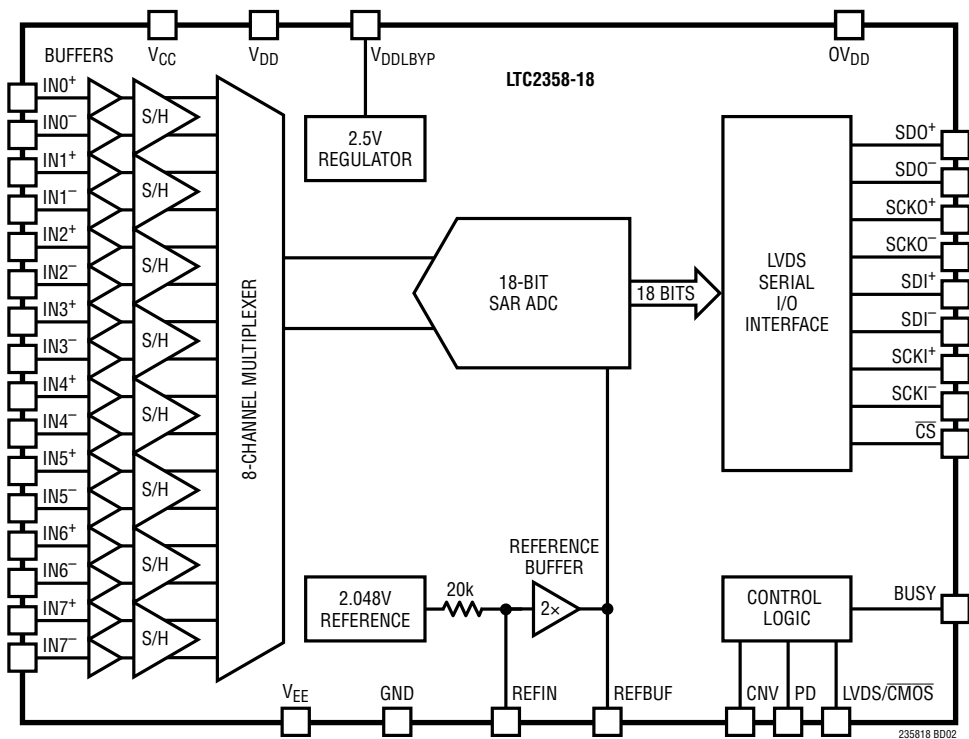 BUFFERS
V_CC
V_DD
V_DDLBYP
OV_DD
LTC2358-18
IN0+
IN0−
IN1+
IN1−
IN2+
IN2−
IN3+
IN3−
IN4+
IN4−
IN5+
IN5−
IN6+
IN6−
IN7+
IN7−
S/H
S/H
S/H
S/H
S/H
S/H
S/H
S/H
8-CHANNEL MULTIPLEXER
2.5V
REGULATOR
18-BIT
SAR ADC
18 BITS
LVDS
SERIAL
I/O
INTERFACE
SDO+
SDO−
SCKO+
SCKO−
SDI+
SDI−
SCKI+
SCKI−
CS
2.048V
REFERENCE
20k
REFERENCE
BUFFER
2×
CONTROL
LOGIC
BUSY
V_EE
GND
REFIN
REFBUF
CNV
PD
LVDS/CMOS
235818 BD02